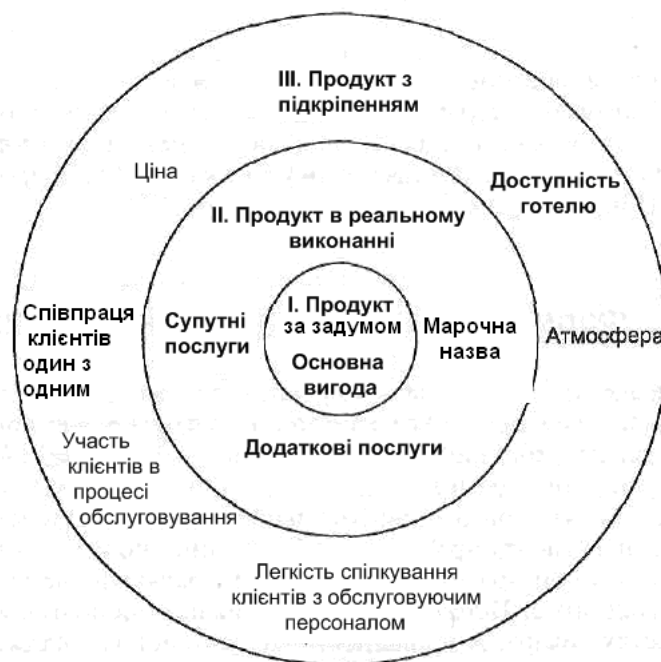 III. Продукт з
підкріпенням
Ціна
Доступність
готелю
II. Продукт в реальному
виконанні
Співпраця
клієнтів
один з
одним
Супутні
послуги
I. Продукт
за задумом
Основна
вигода
Марочна
назва
Атмосфера
Участь
клієнтів в
процесі
обслуговування
Додаткові послуги
Легкість спілкування
клієнтів з обслуговуючим
персоналом